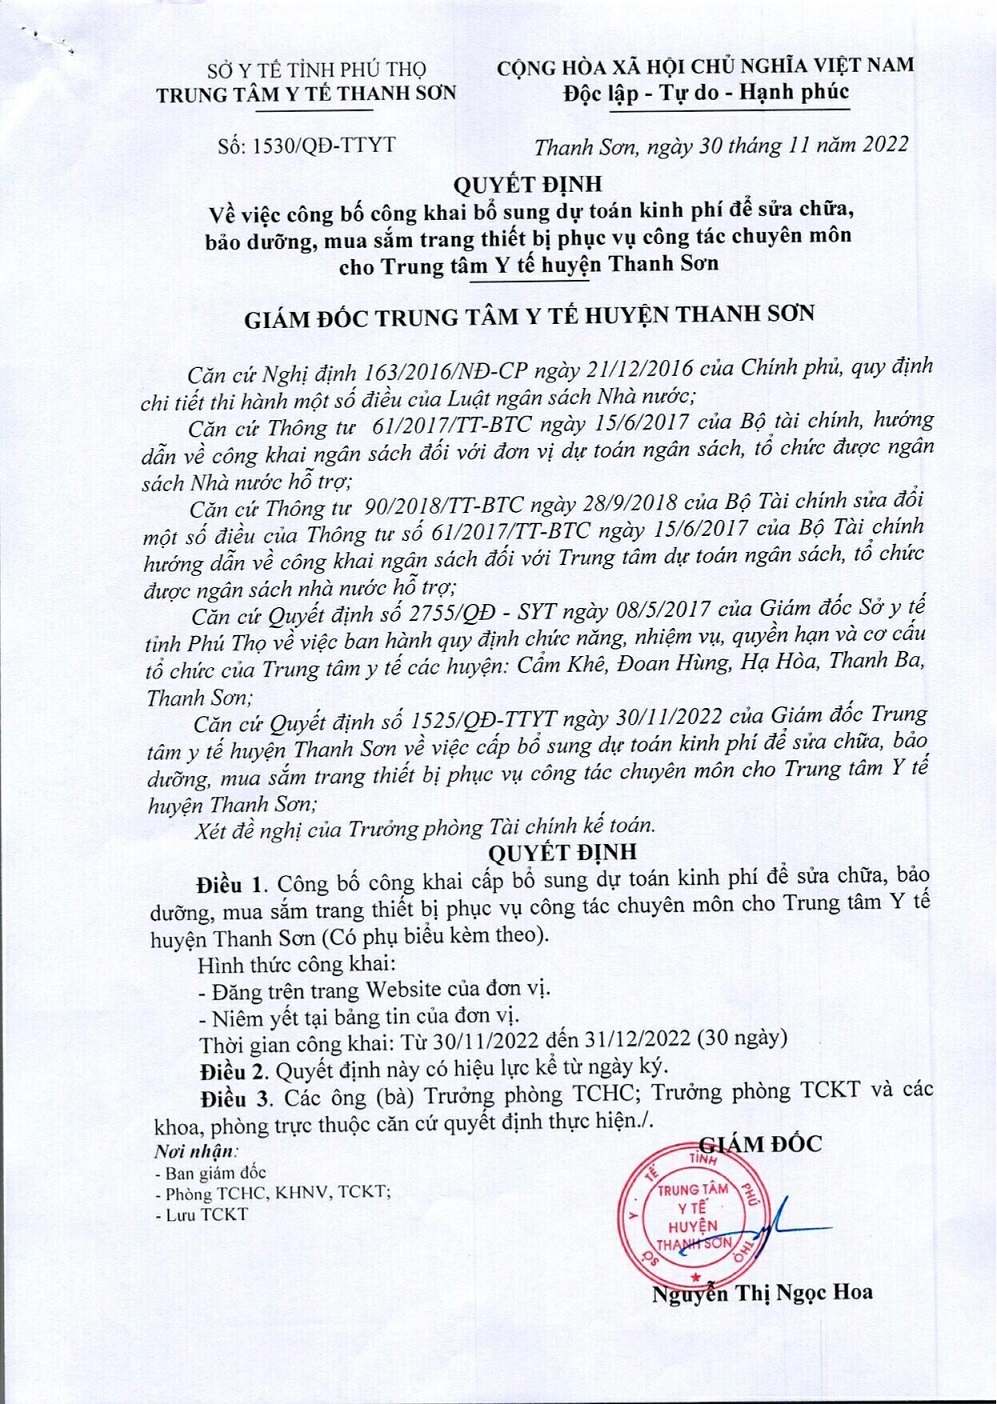 SỞ Y TẾ TỈNH PHÚ THỌ
TRUNG TÂM Y TẾ THANH SƠN
CỘNG HÒA XÃ HỘI CHỦ NGHĨA VIỆT NAM
Độc lập - Tự do - Hạnh phúc
Số: 1530/QĐ-TTYT
Thanh Sơn, ngày 30 tháng 11 năm 2022
QUYẾT ĐỊNH
Về việc công bố công khai bổ sung dự toán kinh phí để sửa chữa,
bảo dưỡng, mua sắm trang thiết bị phục vụ công tác chuyên môn
cho Trung tâm Y tế huyện Thanh Sơn
GIÁM ĐỐC TRUNG TÂM Y TẾ HUYỆN THANH SƠN
Căn cứ Nghị định 163/2016/NĐ-CP ngày 21/12/2016 của Chính phủ, quy định
chi tiết thi hành một số điều của Luật ngân sách Nhà nước;
Căn cứ Thông tư 61/2017/TT-BTC ngày 15/6/2017 của Bộ tài chính, hướng
dẫn về công khai ngân sách đối với đơn vị dự toán ngân sách, tổ chức được ngân
sách Nhà nước hỗ trợ;
Căn cứ Thông tư 90/2018/TT-BTC ngày 28/9/2018 của Bộ Tài chính sửa đổi
một số điều của Thông tư số 61/2017/TT-BTC ngày 15/6/2017 của Bộ Tài chính
hướng dẫn về công khai ngân sách đối với Trung tâm dự toán ngân sách, tổ chức
được ngân sách nhà nước hỗ trợ;
Căn cứ Quyết định số 2755/QĐ - SYT ngày 08/5/2017 của Giám đốc Sở y tế
tỉnh Phú Thọ về việc ban hành quy định chức năng, nhiệm vụ, quyền hạn và cơ cấu
tổ chức của Trung tâm y tế các huyện: Cẩm Khê, Đoan Hùng, Hạ Hòa, Thanh Ba,
Thanh Sơn;
Căn cứ Quyết định số 1525/QĐ-TTYT ngày 30/11/2022 của Giám đốc Trung
tâm y tế huyện Thanh Sơn về việc cấp bổ sung dự toán kinh phí để sửa chữa, bảo
dưỡng, mua sắm trang thiết bị phục vụ công tác chuyên môn cho Trung tâm Y tế
huyện Thanh Sơn;
Xét đề nghị của Trưởng phòng Tài chính kế toán.
QUYẾT ĐỊNH
Điều 1. Công bố công khai cấp bổ sung dự toán kinh phí để sửa chữa, bảo
dưỡng, mua sắm trang thiết bị phục vụ công tác chuyên môn cho Trung tâm Y tế
huyện Thanh Sơn (Có phụ biểu kèm theo).
Hình thức công khai:
- Đăng trên trang Website của đơn vị.
- Niêm yết tại bảng tin của đơn vị.
Thời gian công khai: Từ 30/11/2022 đến 31/12/2022 (30 ngày)
Điều 2. Quyết định này có hiệu lực kể từ ngày ký.
Điều 3. Các ông (bà) Trưởng phòng TCHC; Trưởng phòng TCKT và các
khoa, phòng trực thuộc căn cứ quyết định thực hiện./.
Nơi nhận:
- Ban giám đốc
- Phòng TCHC, KHNV, TCKT;
- Lưu TCKT
GIÁM ĐỐC
SỞ Y TẾ TỈNH PHÚ THỌ
TRUNG TÂM
Y TẾ
HUYỆN
THANH SƠN
Nguyễn Thị Ngọc Hoa